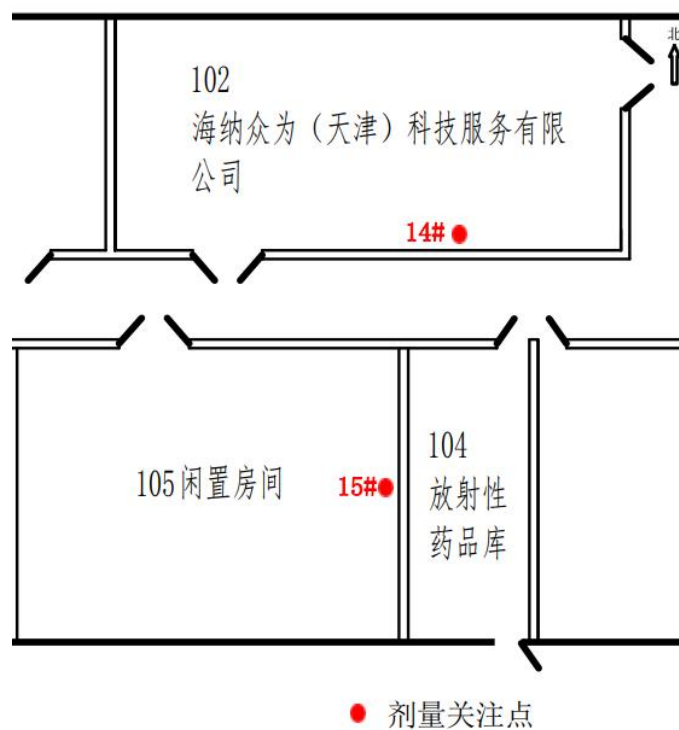 北
102
海纳众为（天津）科技服务有限
公司
14#
104
105闲置房间
15#
放射性
药品库
剂量关注点